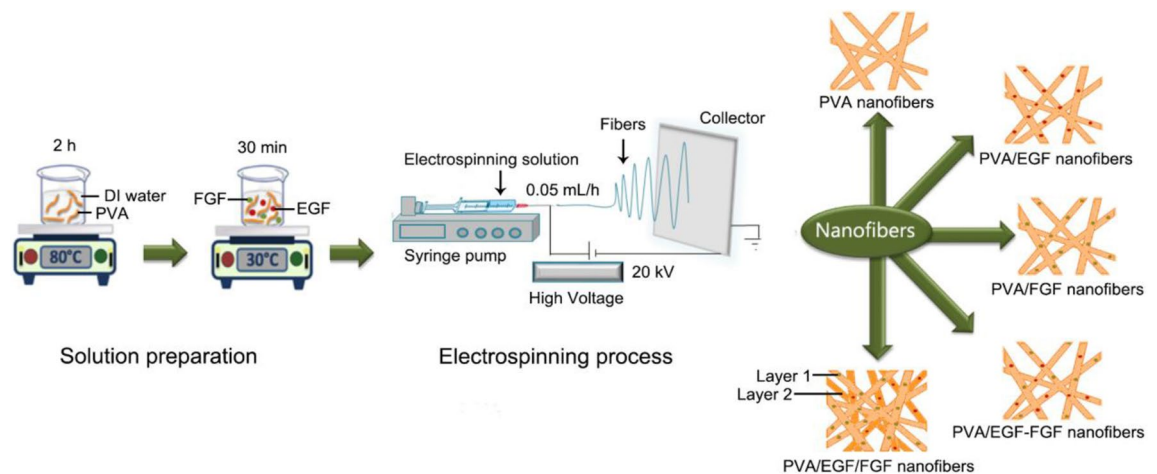 2 h
DI water
PVA
80°C
30 min
FGF
EGF
30°C
Solution preparation
Electrospinning solution
Fibers
Collector
0.05 mL/h
Syringe pump
20 kV
High Voltage
Electrospinning process
PVA nanofibers
PVA/EGF nanofibers
Nanofibers
PVA/FGF nanofibers
PVA/EGF-FGF nanofibers
Layer 1
Layer 2
PVA/EGF/FGF nanofibers